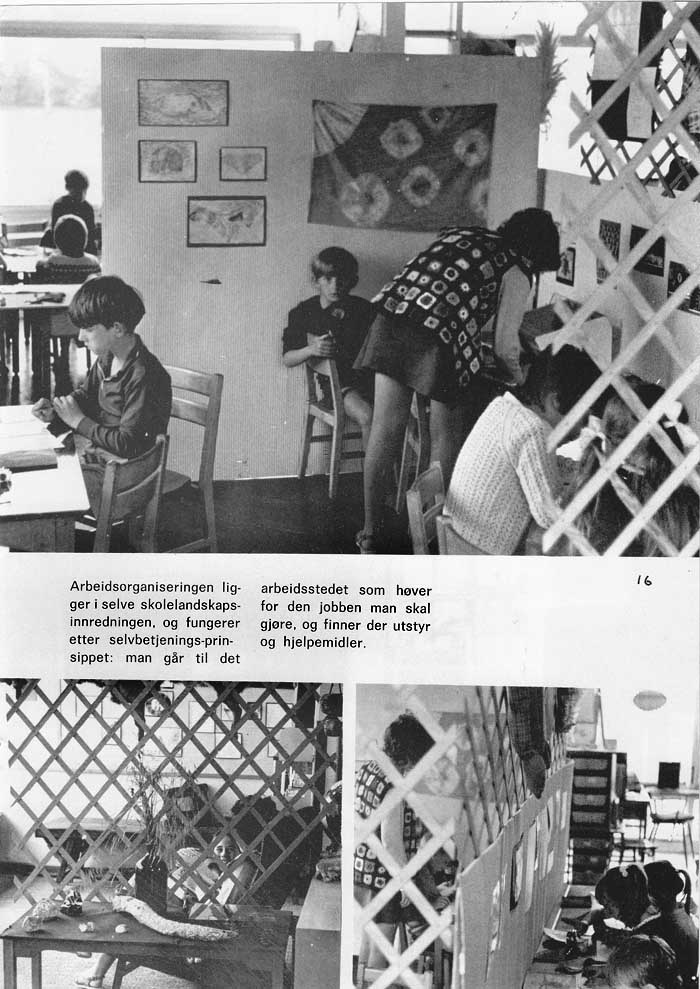 Arbeidsorganiseringen lig-
ger i selve skolelandskaps-
innredningen, og fungerer
etter selvbetjenings-prin-
sippet: man går til det
arbeidsstedet som høver
for den jobben man skal
gjøre, og finner der utstyr
og hjelpemidler.
16